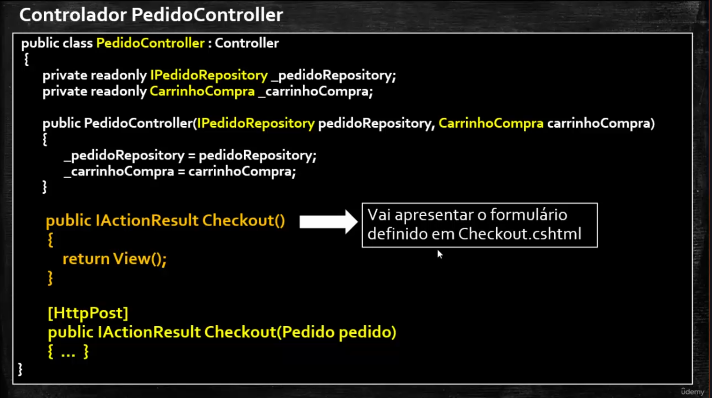 Controlador PedidoController
public class PedidoController : Controller
{
private readonly IPedidoRepository _pedidoRepository;
private readonly CarrinhoCompra _carrinhoCompra;
public PedidoController(IPedidoRepository pedidoRepository, CarrinhoCompra carrinhoCompra)
{
_pedidoRepository = pedidoRepository;
_carrinhoCompra = carrinhoCompra;
}
public IActionResult Checkout()
{
return View();
}
Vai apresentar o formulário
definido em Checkout.cshtml
[HttpPost]
public IActionResult Checkout(Pedido pedido)
{ ... }
}
ûdemy